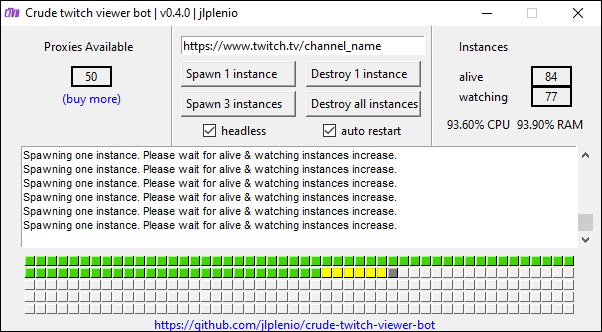 Crude twitch viewer bot | v0.4.0 | jlplenio
Proxies Available
50
(buy more)
https://www.twitch.tv/channel_name
Spawn 1 instance
Destroy 1 instance
Spawn 3 instances
Destroy all instances
headless
auto restart
Instances
alive 84
watching 77
93.60% CPU 93.90% RAM
Spawning one instance. Please wait for alive & watching instances increase.
Spawning one instance. Please wait for alive & watching instances increase.
Spawning one instance. Please wait for alive & watching instances increase.
Spawning one instance. Please wait for alive & watching instances increase.
Spawning one instance. Please wait for alive & watching instances increase.
Spawning one instance. Please wait for alive & watching instances increase.
https://github.com/jlplenio/crude-twitch-viewer-bot